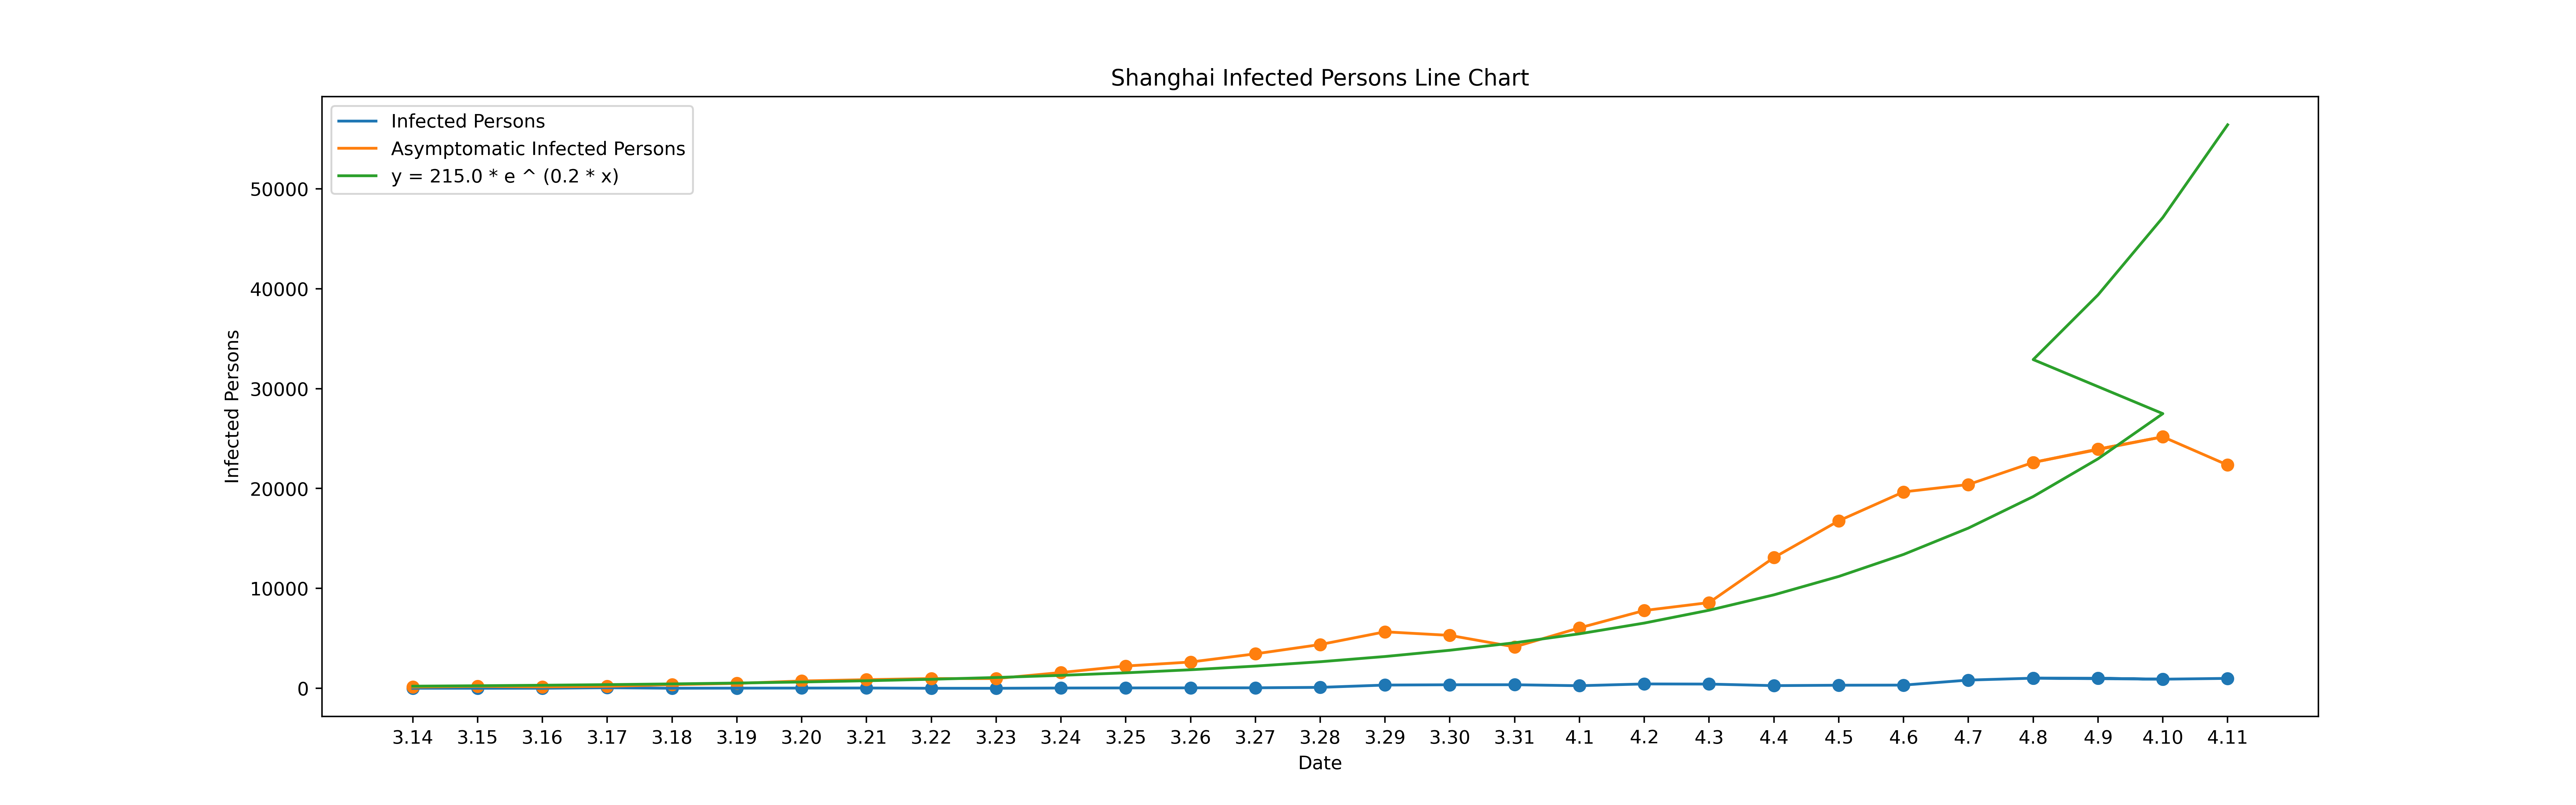 Shanghai Infected Persons Line Chart
Infected Persons
Asymptomatic Infected Persons
y = 215.0 * e ^ (0.2 * x)
Infected Persons
50000
40000
30000
20000
10000
0
3.14 3.15 3.16 3.17 3.18 3.19 3.20 3.21 3.22 3.23 3.24 3.25 3.26 3.27 3.28 3.29 3.30 3.31 4.1 4.2 4.3 4.4 4.5 4.6 4.7 4.8 4.9 4.10 4.11
Date